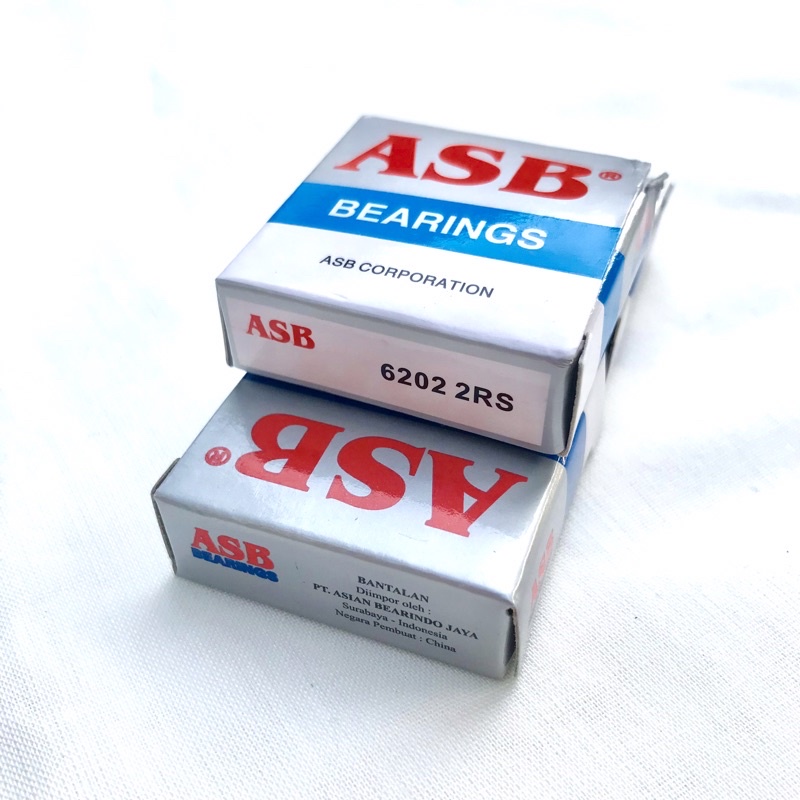 ASB®
BEARINGS
ASB CORPORATION
ASB
6202 2RS
ASB®
ASB
BEARINGS
BANTALAN
Diimpor oleh :
PT. ASIAN BEARINDO JAYA
Surabaya - Indonesia
Negara Pembuat : China